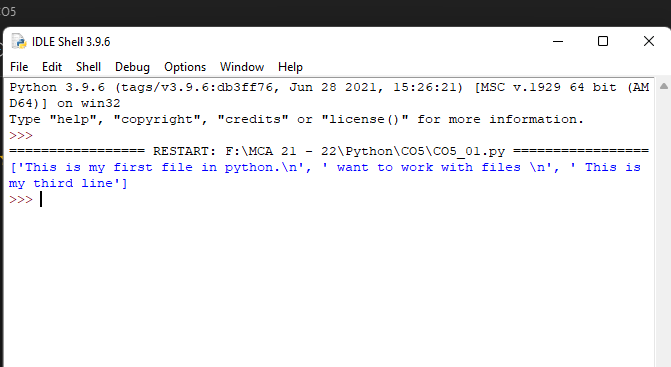 CO5
IDLE Shell 3.9.6
File Edit Shell Debug Options Window Help
Python 3.9.6 (tags/v3.9.6:db3ff76, Jun 28 2021, 15:26:21) [MSC v.1929 64 bit (AM
D64)] on win32
Type "help", "copyright", "credits" or "license()" for more information.
>>>
================= RESTART: F:\MCA 21 - 22\Python\CO5\CO5_01.py =================
['This is my first file in python.\n', ' want to work with files \n', ' This is
my third line']
>>>